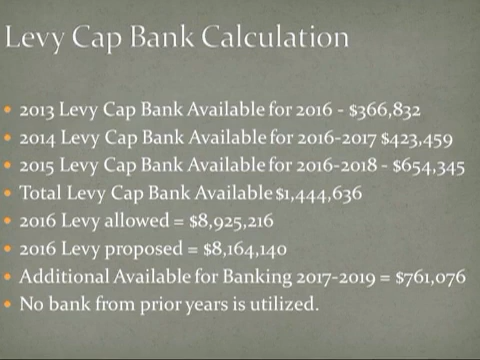 Levy Cap Bank Calculation
• 2013 Levy Cap Bank Available for 2016 - $366,832
• 2014 Levy Cap Bank Available for 2016-2017 $423,459
• 2015 Levy Cap Bank Available for 2016-2018 - $654,345
• Total Levy Cap Bank Available $1,444,636
• 2016 Levy allowed = $8,925,216
• 2016 Levy proposed = $8,164,140
• Additional Available for Banking 2017-2019 = $761,076
• No bank from prior years is utilized.